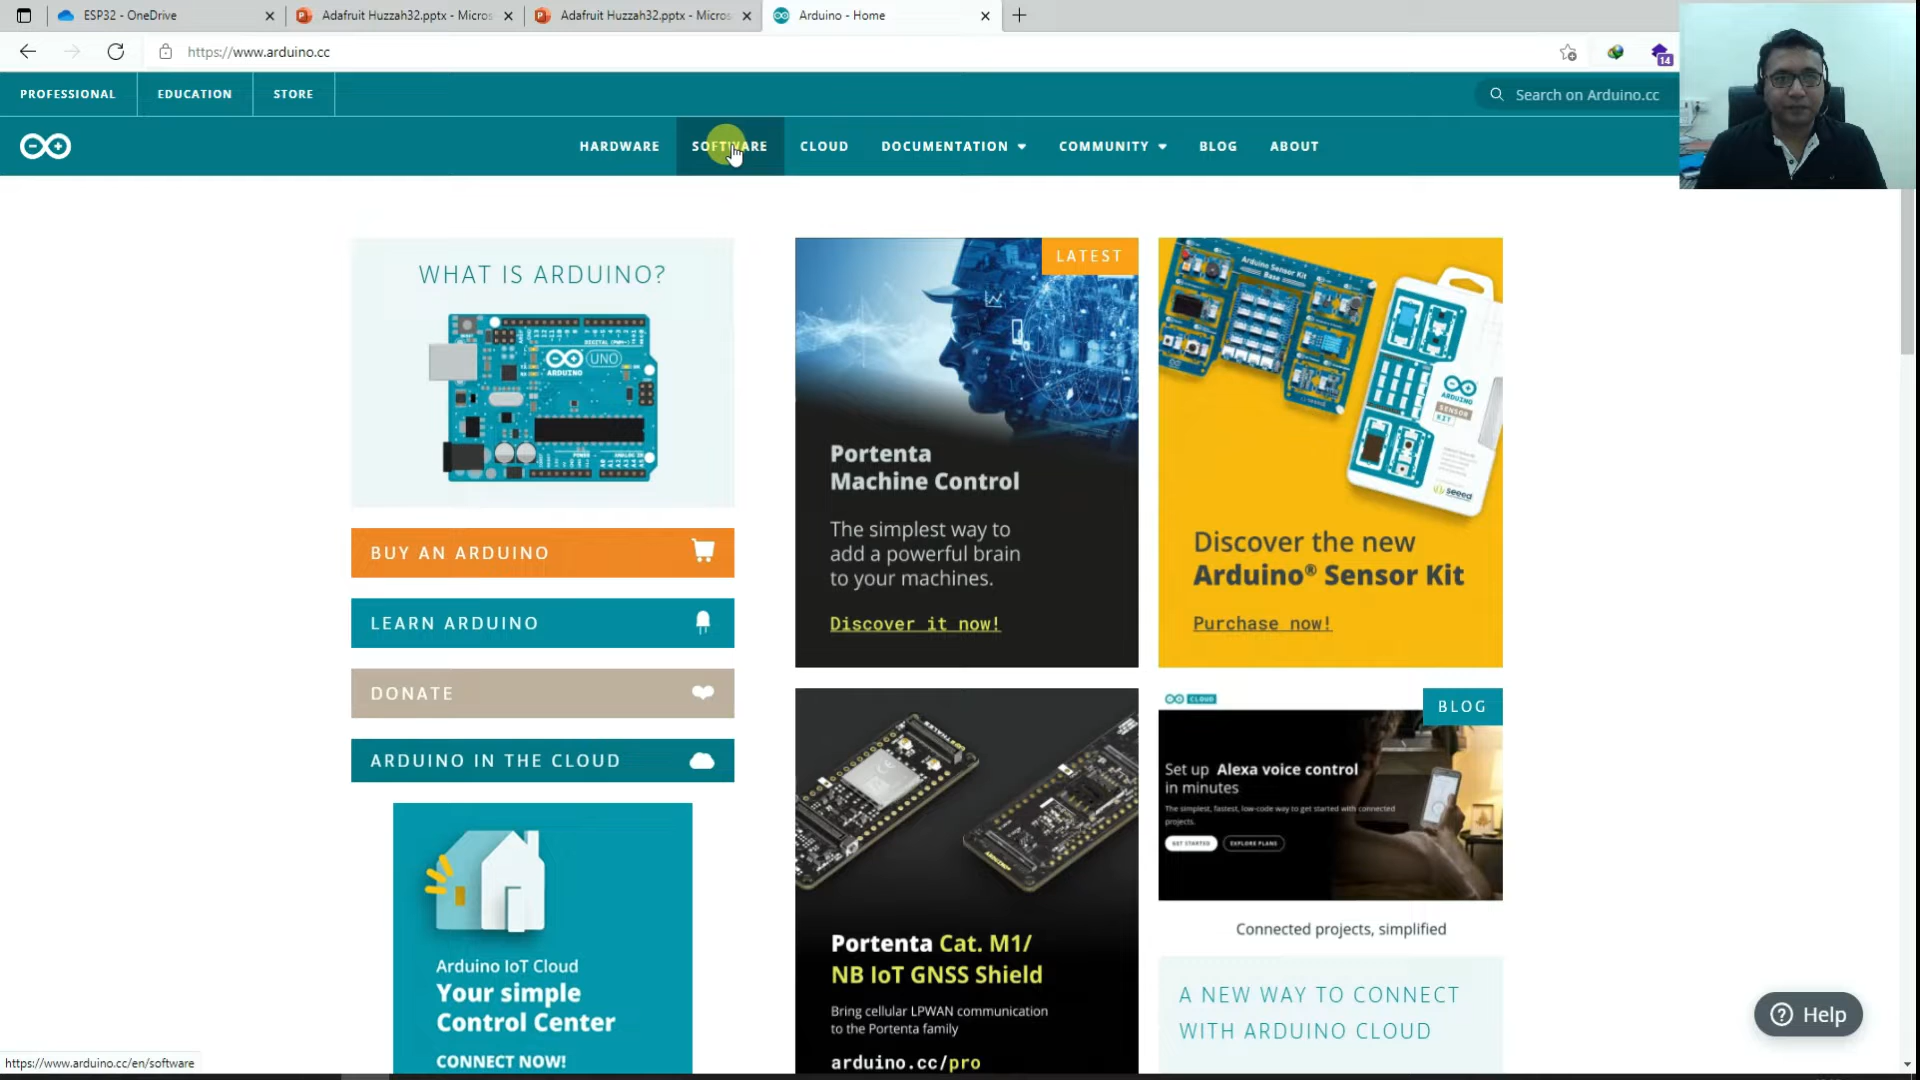 ESP32 - OneDrive
Adafruit Huzzah32.pptx - Micros
Adafruit Huzzah32.pptx - Micros
Arduino - Home
https://www.arduino.cc
14
PROFESSIONAL
EDUCATION
STORE
Search on Arduino.cc
HARDWARE
SOFTWARE
CLOUD
DOCUMENTATION
COMMUNITY
BLOG
ABOUT
WHAT IS ARDUINO?
UNO
ARDUINO
BUY AN ARDUINO
LEARN ARDUINO
DONATE
ARDUINO IN THE CLOUD
Arduino IoT Cloud
Your simple
Control Center
CONNECT NOW!
LATEST
Portenta
Machine Control
The simplest way to
add a powerful brain
to your machines.
Discover it now!
Arduino Sensor Kit
Base
ARDUINO
SENSOR
KIT
seeed
Discover the new
Arduino® Sensor Kit
Purchase now!
Portenta Cat. M1/
NB IoT GNSS Shield
Bring cellular LPWAN communication
to the Portenta family
arduino.cc/pro
CLOUD
BLOG
Set up Alexa voice control
in minutes
The simplest, fastest, low-code way to get started with connected
projects.
GET STARTED
EXPLORE PLANS
Connected projects, simplified
A NEW WAY TO CONNECT
WITH ARDUINO CLOUD
Help
https://www.arduino.cc/en/software